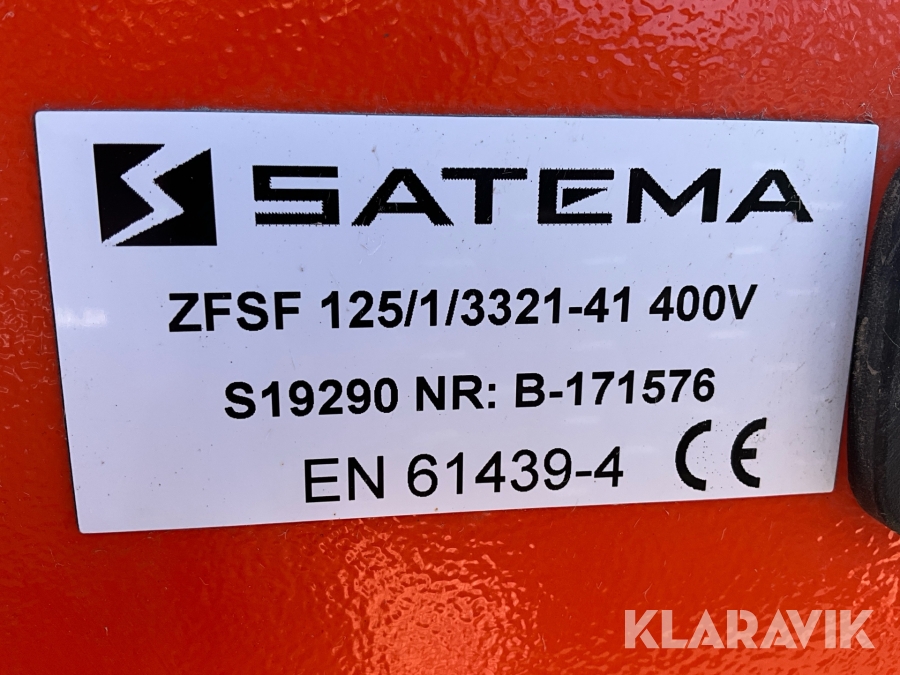 SATEMA
ZFSF 125/1/3321-41 400V
S19290 NR: B-171576
EN 61439-4 CE
KLARAVIK